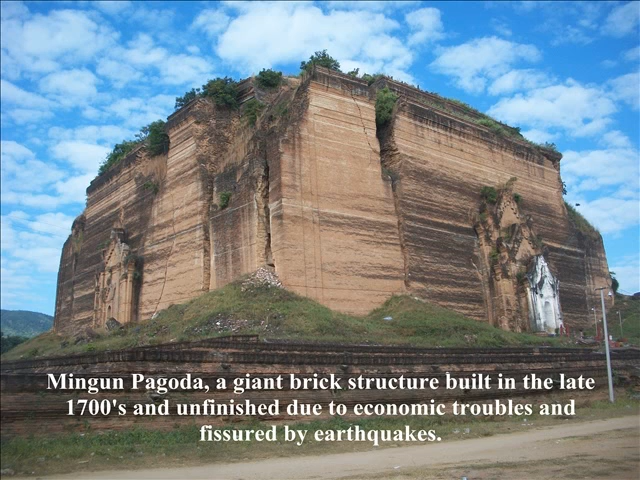 Mingun Pagoda, a giant brick structure built in the late
1700's and unfinished due to economic troubles and
fissured by earthquakes.